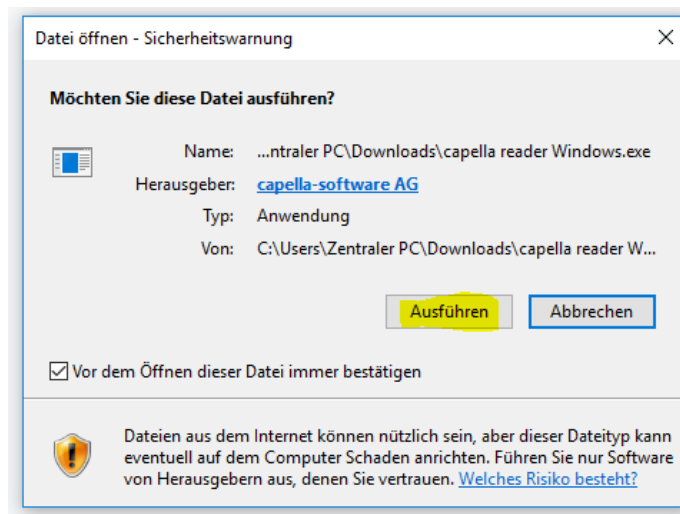 Datei öffnen - Sicherheitswarnung
Möchten Sie diese Datei ausführen?
Name: ...ntraler PC\Downloads\capella reader Windows.exe
Herausgeber: capella-software AG
Typ: Anwendung
Von: C:\Users\Zentraler PC\Downloads\capella reader W...
Ausführen Abbrechen
Vor dem Öffnen dieser Datei immer bestätigen
Dateien aus dem Internet können nützlich sein, aber dieser Dateityp kann
eventuell auf dem Computer Schaden anrichten. Führen Sie nur Software
von Herausgebern aus, denen Sie vertrauen. Welches Risiko besteht?